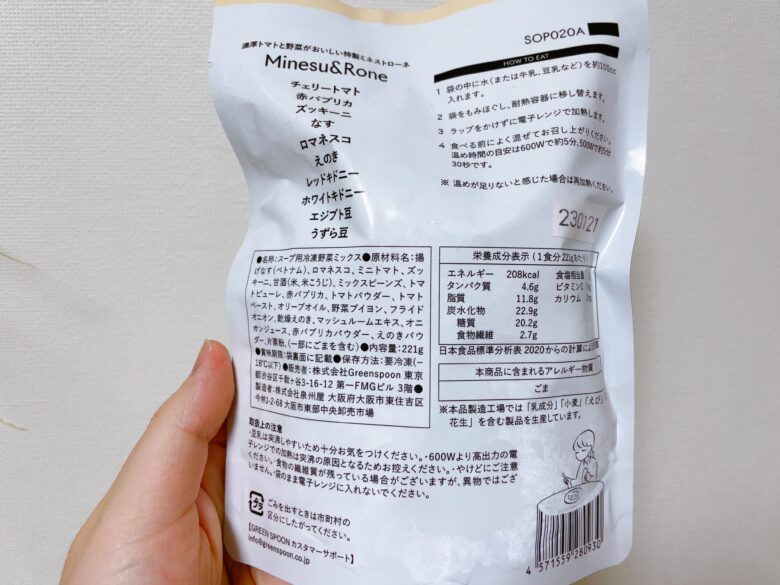 濃厚トマトと野菜がおいしい特製ミネストローネ
Minesu&Rone
チェリートマト
赤パプリカ
ズッキーニ
なす
ロマネスコ
えのき
レッドキドニー
ホワイトキドニー
エジプト豆
うずら豆
SOP020A
HOW TO EAT
1 袋の中に水(または牛乳、豆乳など)を約100cc
入れます。
2 袋をもみほぐし、耐熱容器に移し替えます。
3 ラップをかけずに電子レンジで加熱します。
4 食べる前によく混ぜてお召し上がりください。
温め時間の目安は600Wで約5分、500Wで約5分
30秒です。
※ 温めが足りないと感じた場合は再加熱ください。
230121
●名称:スープ用冷凍野菜ミックス●原材料名:揚
げなす(ベトナム)、ロマネスコ、ミニトマト、ズッ
キーニ、甘酒(米、米こうじ)、ミックスビーンズ、トマ
トピューレ、赤パプリカ、トマトパウダー、トマト
ペースト、オリーブオイル、野菜ブイヨン、フライド
オニオン、乾燥えのき、マッシュルームエキス、オニ
オンジュース、赤パプリカパウダー、えのきパウ
ダー、片栗粉、(一部にごまを含む)●内容量:221g
●賞味期限:袋裏面に記載●保存方法:要冷凍(-
18℃以下)●販売者:株式会社Greenspoon 東京
都渋谷区千駄ヶ谷3-16-12 第一FMGビル 3階●
製造者:株式会社泉州屋 大阪府大阪市東住吉区
今林1-2-68 大阪市東部中央卸売市場
栄養成分表示(1食分221gあたり)
エネルギー 208kcal 食塩相当量
タンパク質 4.6g ビタミンC
脂質 11.8g カリウム
炭水化物 22.9g
糖質 20.2g
食物繊維 2.7g
日本食品標準分析表2020からの計算による
本商品に含まれるアレルギー物質
ごま
※本品製造工場では「乳成分」「小麦」「えび」
花生」を含む製品を生産しています。
取扱上の注意
・豆乳は突沸しやすいため十分お気をつけください。・600Wより高出力の電
子レンジでの加熱は突沸の原因となるためお控えください。・やけどにご注意
ください。・食物の繊維質が残っている場合がございますが、異物ではござ
いません。・袋のまま電子レンジに入れないでください。
プラ
ごみを出すときは市町村の
区分にしたがってください。
【GREEN SPOON カスタマーサポート】
info@greenspoon.co.jp
4 571559 280930